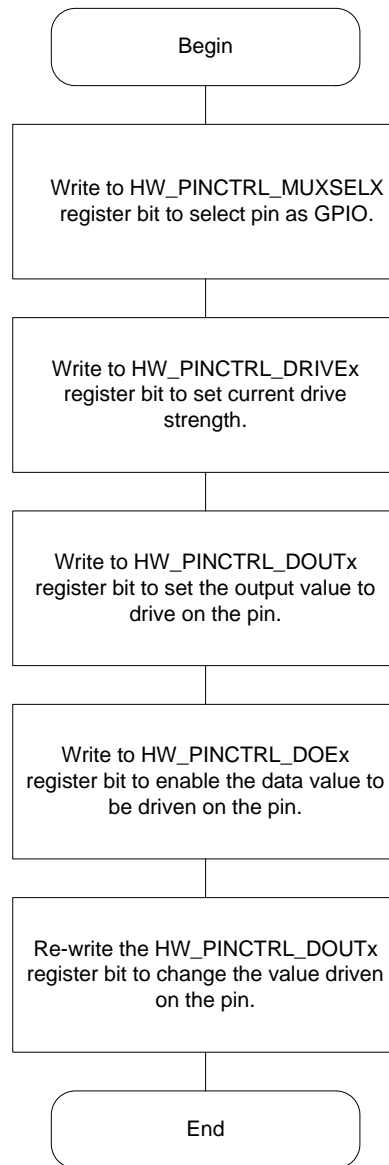 Begin
Write to HW_PINCTRL_MUXSELX
register bit to select pin as GPIO.
Write to HW_PINCTRL_DRIVEx
register bit to set current drive
strength.
Write to HW_PINCTRL_DOUTx
register bit to set the output value to
drive on the pin.
Write to HW_PINCTRL_DOEx
register bit to enable the data value to
be driven on the pin.
Re-write the HW_PINCTRL_DOUTx
register bit to change the value driven
on the pin.
End